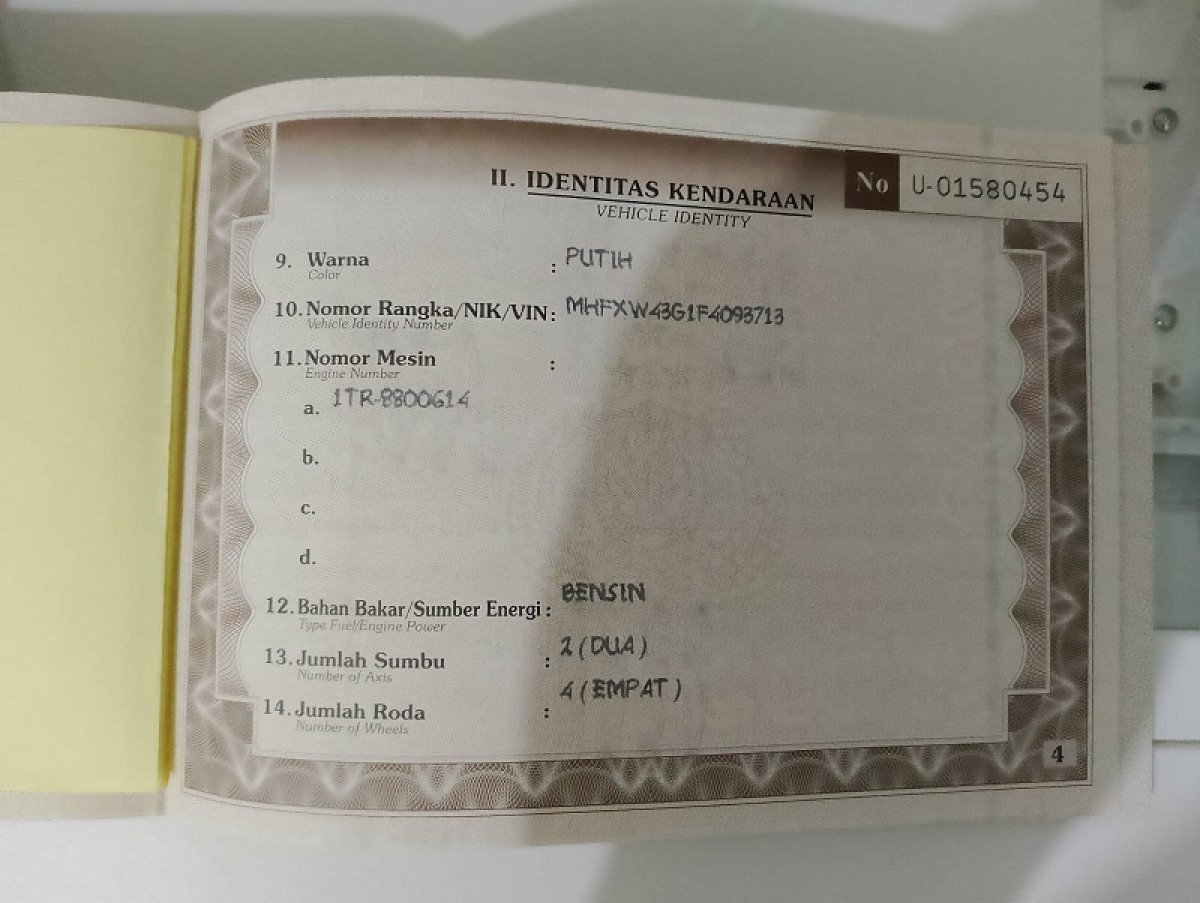 II. IDENTITAS KENDARAAN
VEHICLE IDENTITY
No U-01580454
9. Warna : PUTIH
Color
10. Nomor Rangka/NIK/VIN : MHFXW43G1F4093713
Vehicle Identity Number
11. Nomor Mesin :
Engine Number
a. 1TR-8800614
b.
c.
d.
12. Bahan Bakar/Sumber Energi : BENSIN
Type Fuel/Engine Power
13. Jumlah Sumbu : 2 (DUA)
Number of Axis
14. Jumlah Roda : 4 (EMPAT)
Number of Wheels
4